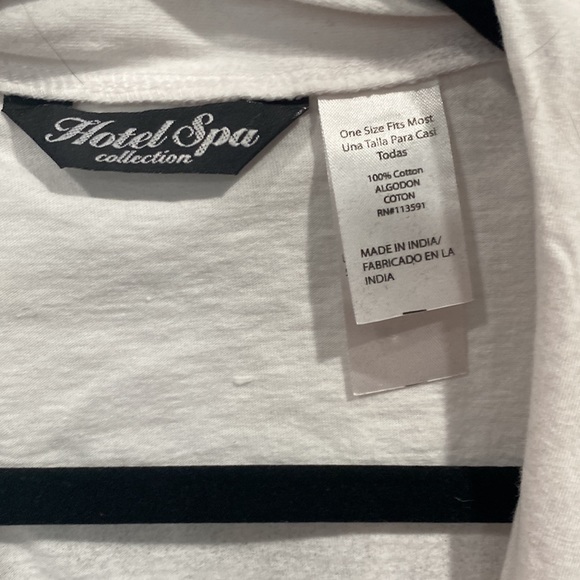 Hotel Spa
collection
One Size Fits Most
Una Talla Para Casi
Todas
100% Cotton
ALGODON
COTON
RN#113591
MADE IN INDIA/
FABRICADO EN LA
INDIA